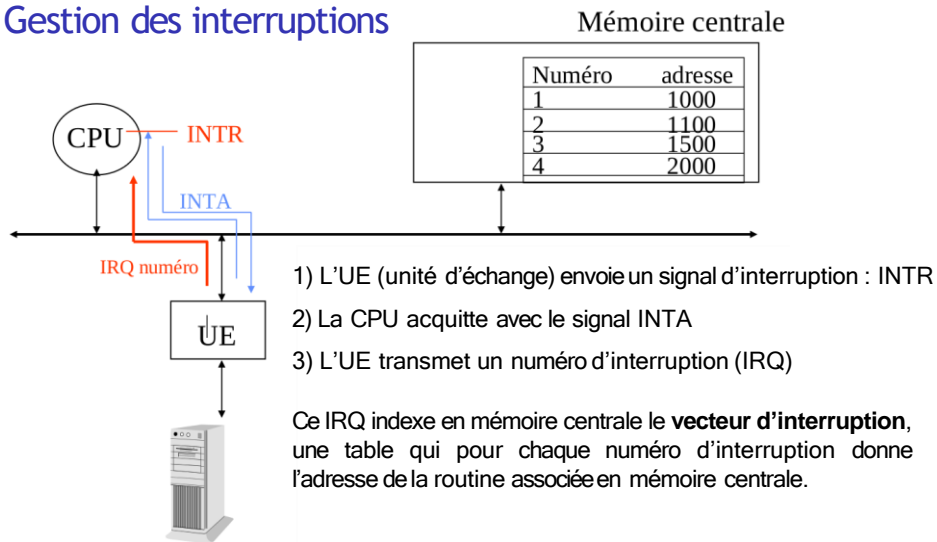 Gestion des interruptions
Mémoire centrale
Numéro adresse
1 1000
2 1100
3 1500
4 2000
CPU
INTR
INTA
IRQ numéro
UE
1) L'UE (unité d'échange) envoie un signal d'interruption : INTR
2) La CPU acquitte avec le signal INTA
3) L'UE transmet un numéro d'interruption (IRQ)
Ce IRQ indexe en mémoire centrale le vecteur d'interruption,
une table qui pour chaque numéro d'interruption donne
l'adresse de la routine associée en mémoire centrale.